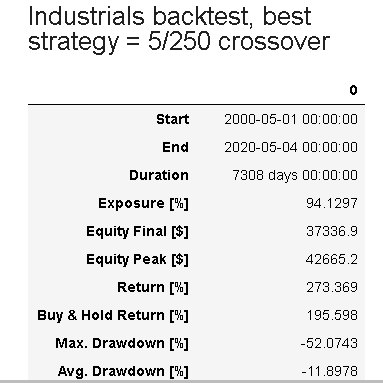 Industrials backtest, best
strategy = 5/250 crossover
0
Start 2000-05-01 00:00:00
End 2020-05-04 00:00:00
Duration 7308 days 00:00:00
Exposure [%] 94.1297
Equity Final [$] 37336.9
Equity Peak [$] 42665.2
Return [%] 273.369
Buy & Hold Return [%] 195.598
Max. Drawdown [%] -52.0743
Avg. Drawdown [%] -11.8978